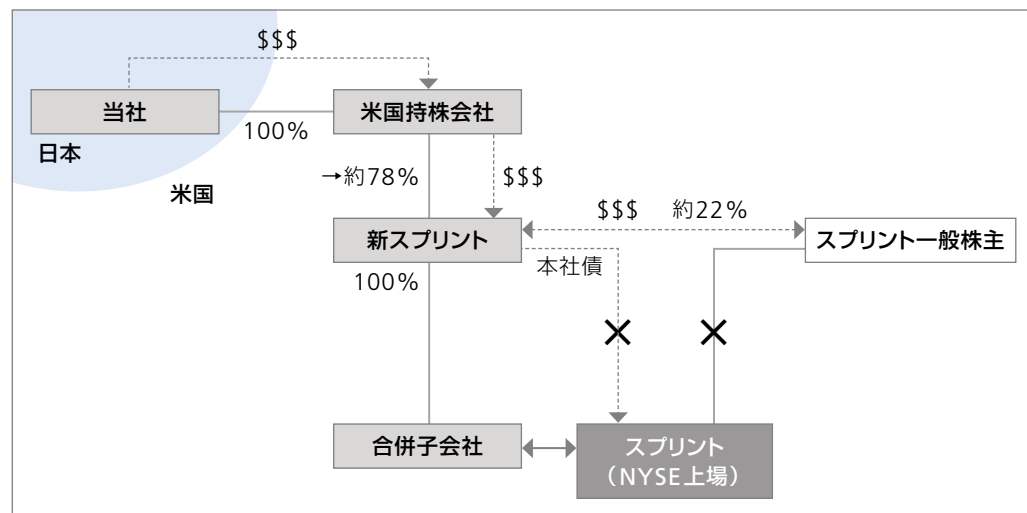 $$$
当社
米国持株会社
100%
日本
米国
→約78%
$$$
$$$ 約22%
新スプリント
スプリント一般株主
本社債
100%
合併子会社
スプリント
（NYSE上場）